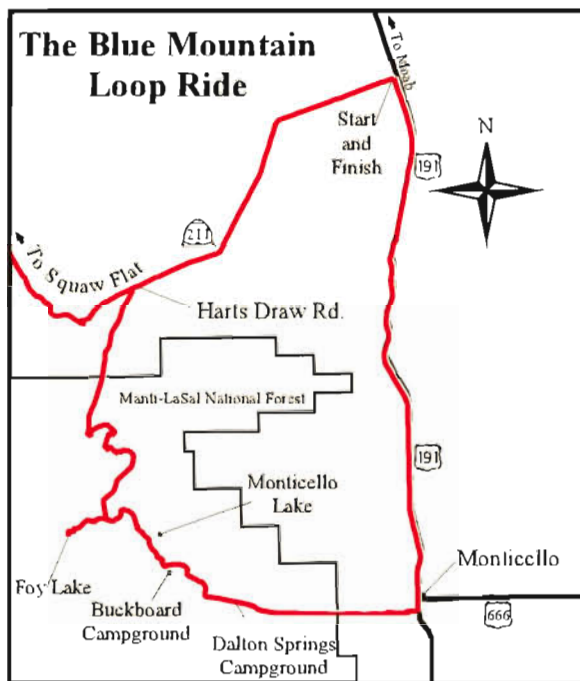 The Blue Mountain
Loop Ride
To Moab
Start
and
Finish
N
191
211
To Squaw Flat
Harts Draw Rd.
Manti-LaSal National Forest
191
Monticello
Lake
Monticello
Foy Lake
Buckboard
Campground
666
Dalton Springs
Campground